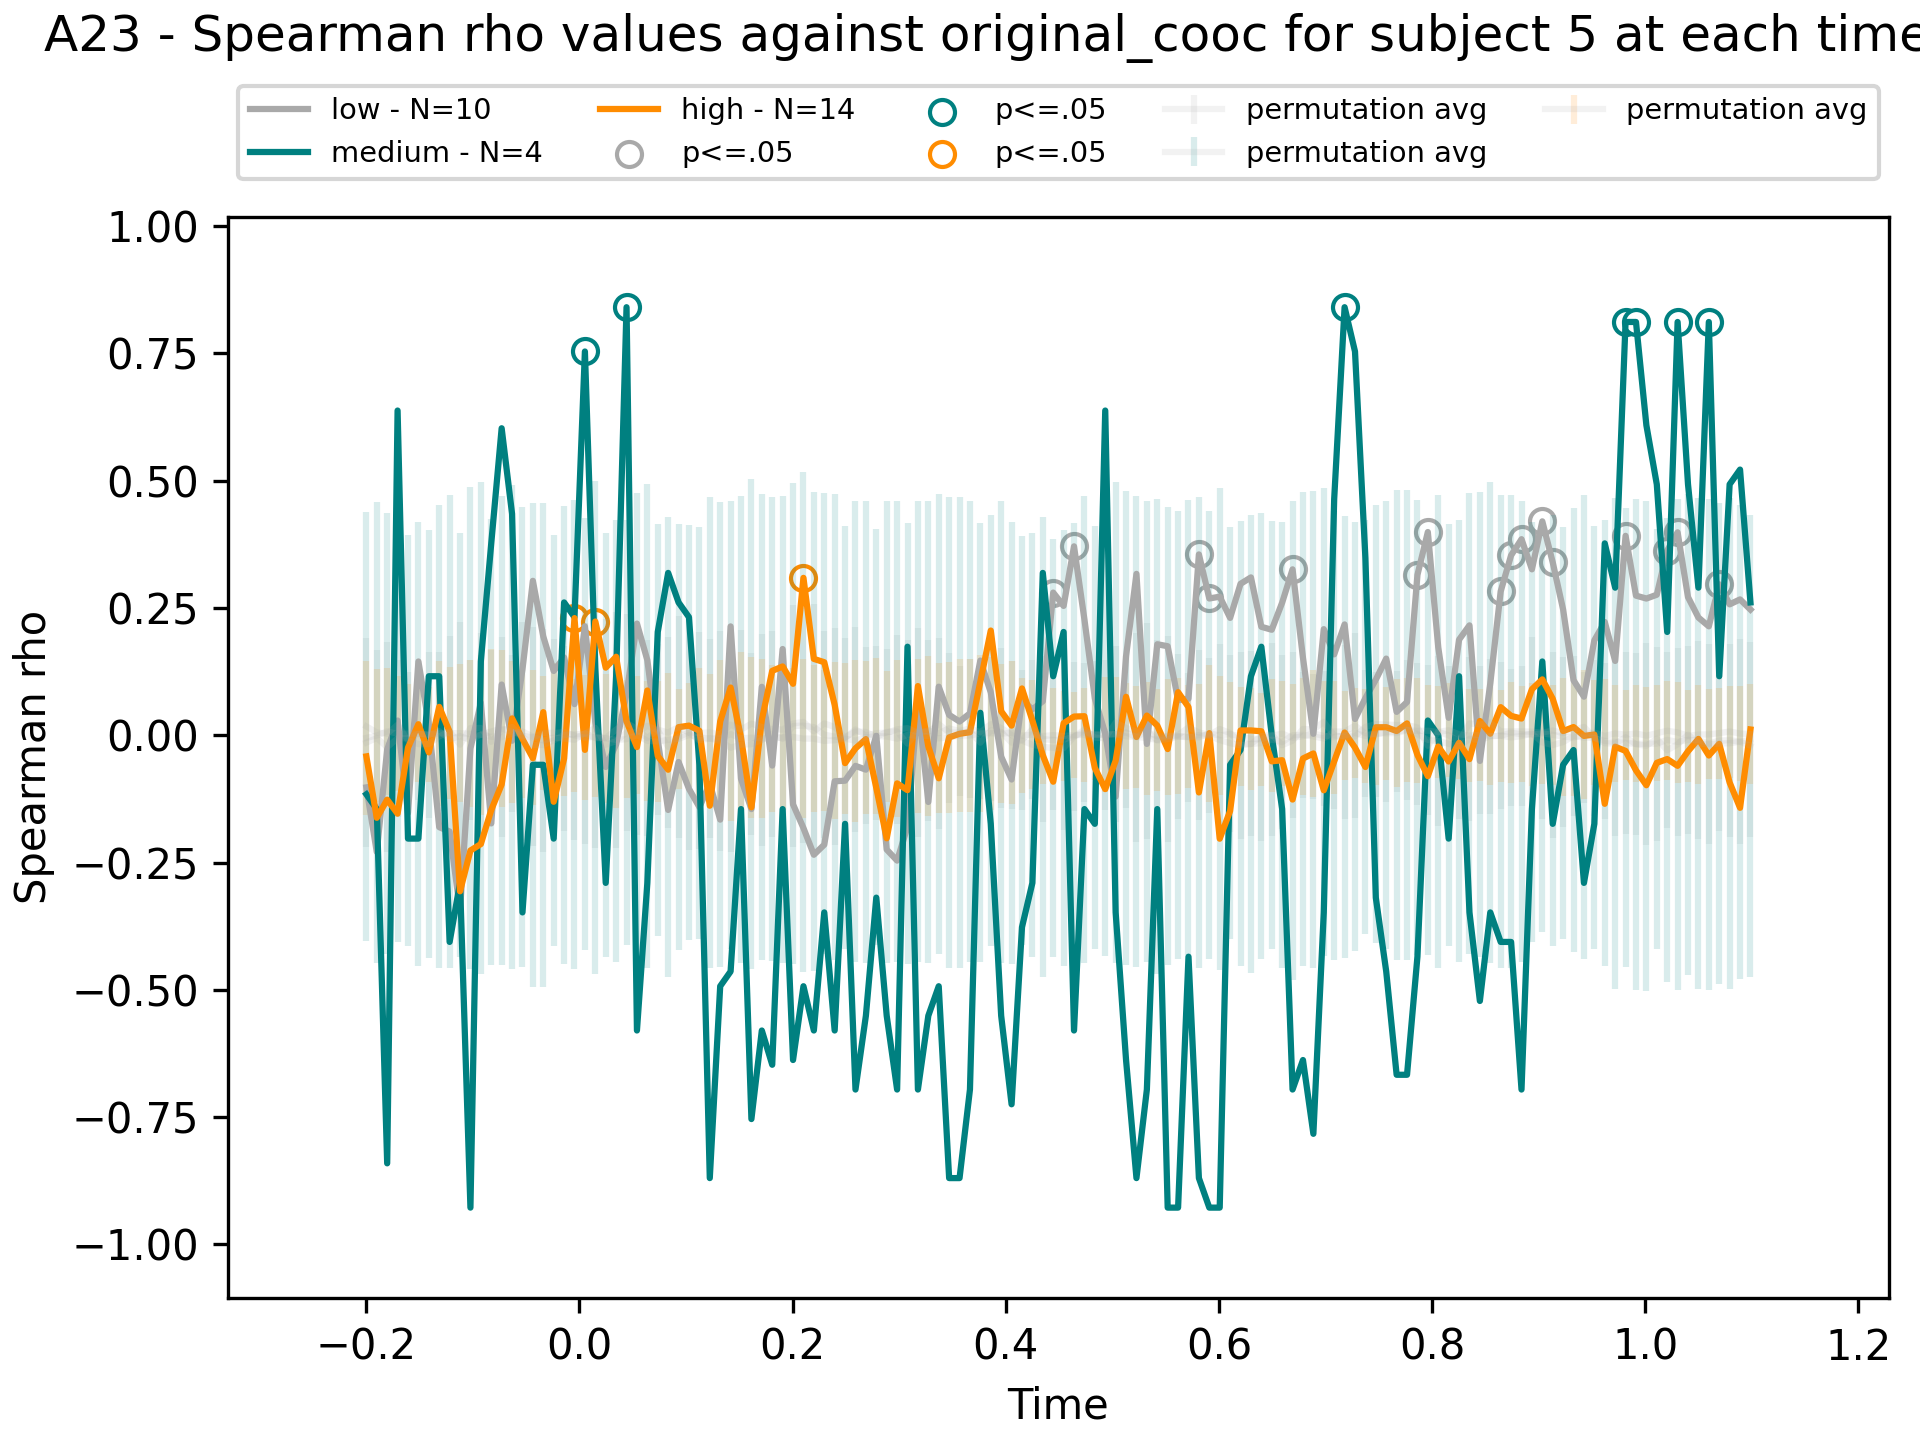 A23 - Spearman rho values against original_cooc for subject 5 at each time
low - N=10
medium - N=4
high - N=14
p<=.05
p<=.05
p<=.05
permutation avg
permutation avg
permutation avg
Spearman rho
1.00
0.75
0.50
0.25
0.00
−0.25
−0.50
−0.75
−1.00
−0.2 0.0 0.2 0.4 0.6 0.8 1.0 1.2
Time